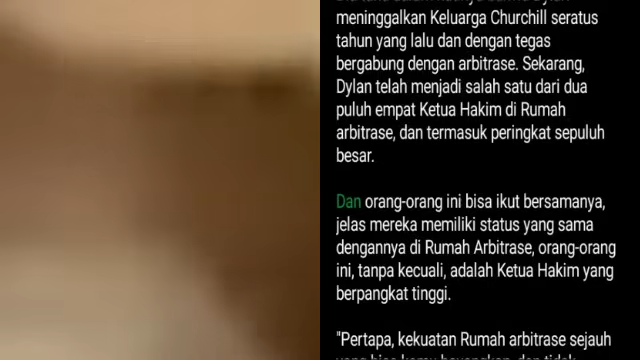 meninggalkan Keluarga Churchill seratus
tahun yang lalu dan dengan tegas
bergabung dengan arbitrase. Sekarang,
Dylan telah menjadi salah satu dari dua
puluh empat Ketua Hakim di Rumah
arbitrase, dan termasuk peringkat sepuluh
besar.
Dan orang-orang ini bisa ikut bersamanya,
jelas mereka memiliki status yang sama
dengannya di Rumah Arbitrase, orang-orang
ini, tanpa kecuali, adalah Ketua Hakim yang
berpangkat tinggi.
"Pertapa, kekuatan Rumah arbitrase sejauh